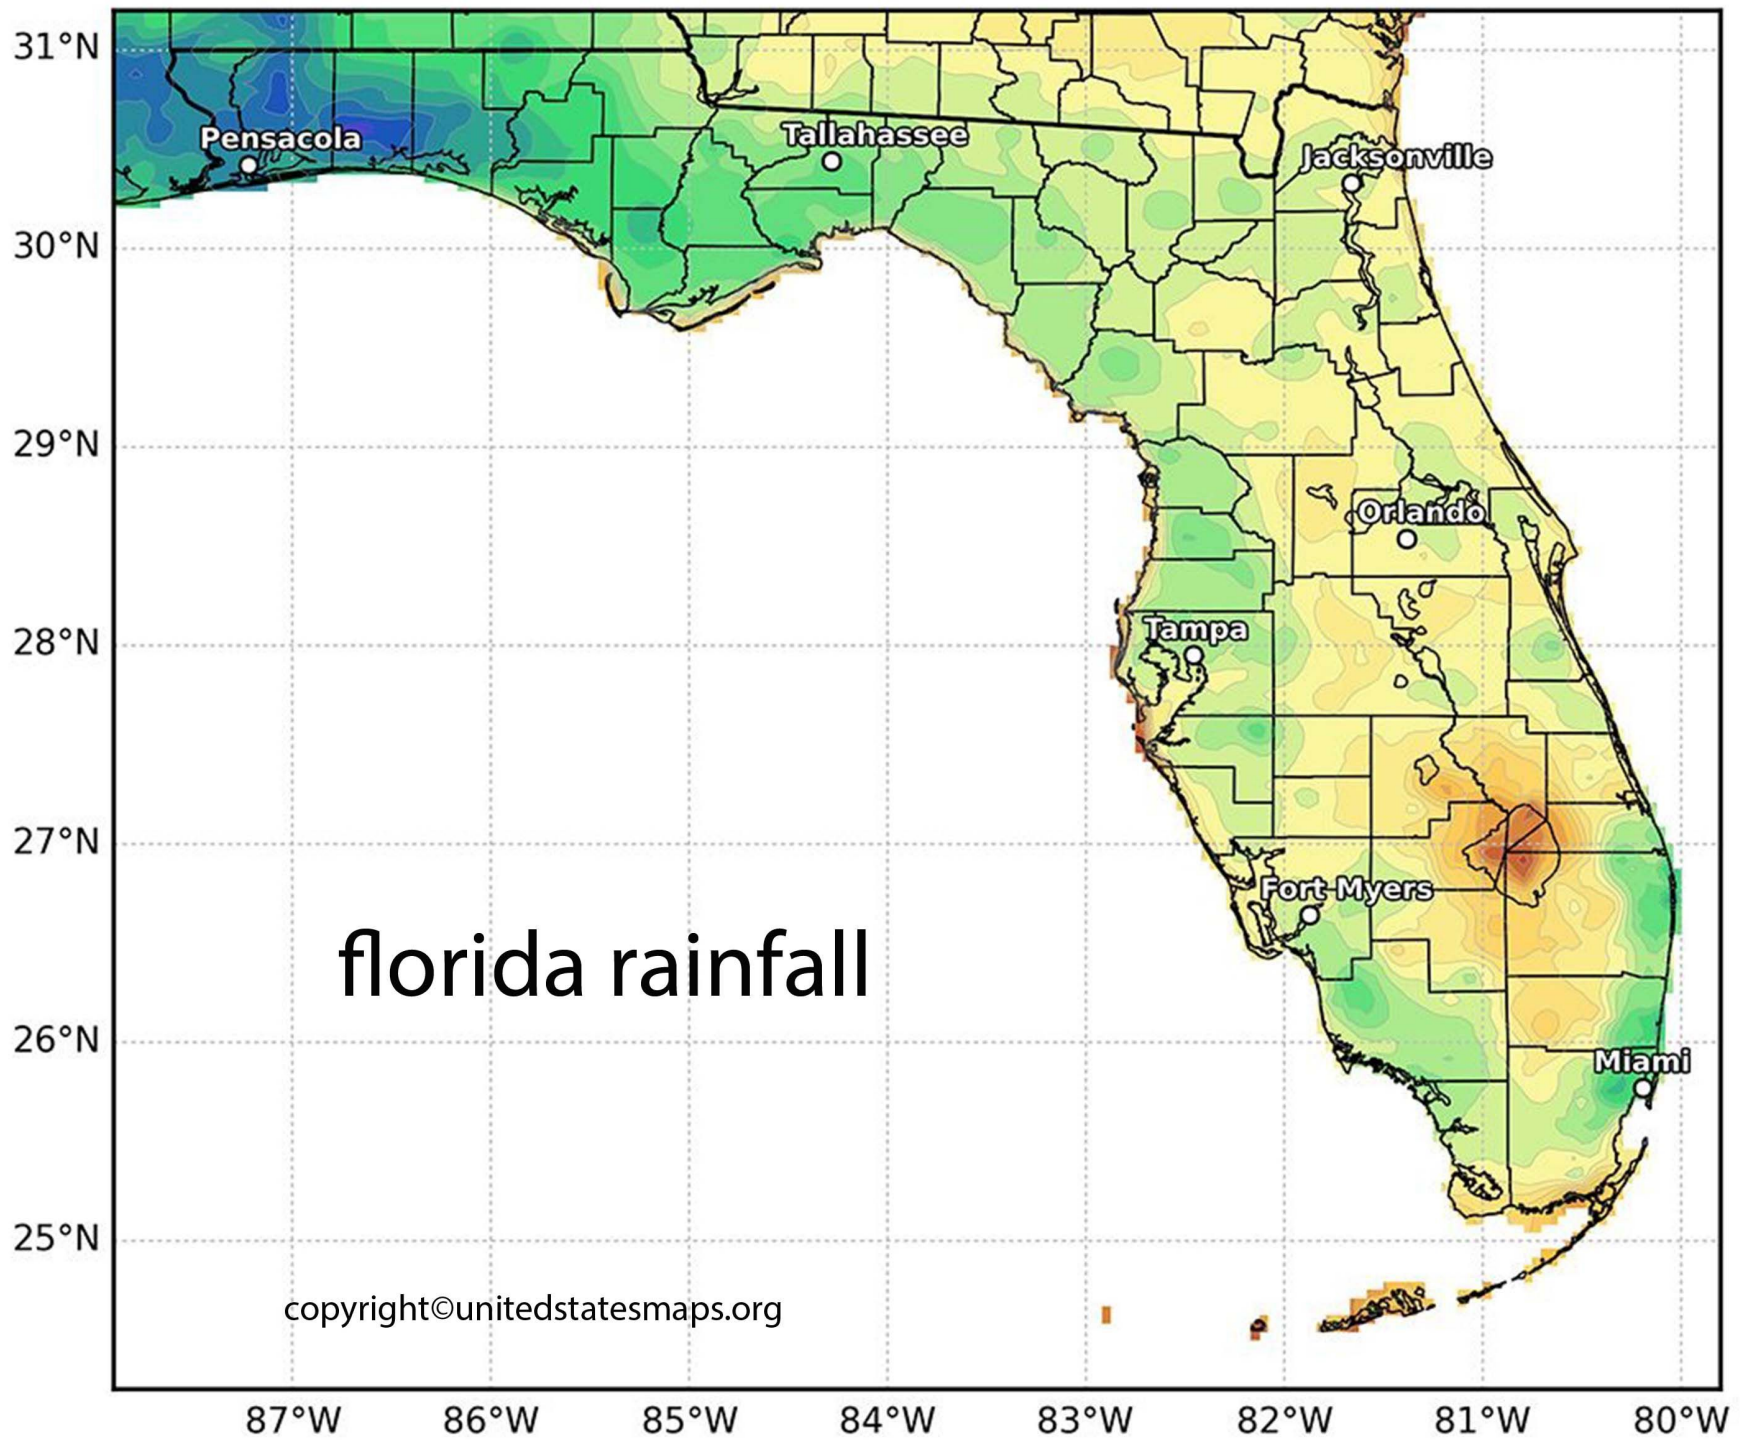 31°N
Pensacola
Tallahassee
Jacksonville
30°N
29°N
Orlando
28°N
Tampa
27°N
Fort Myers
florida rainfall
26°N
Miami
25°N
copyright©unitedstatesmaps.org
87°W 86°W 85°W 84°W 83°W 82°W 81°W 80°W